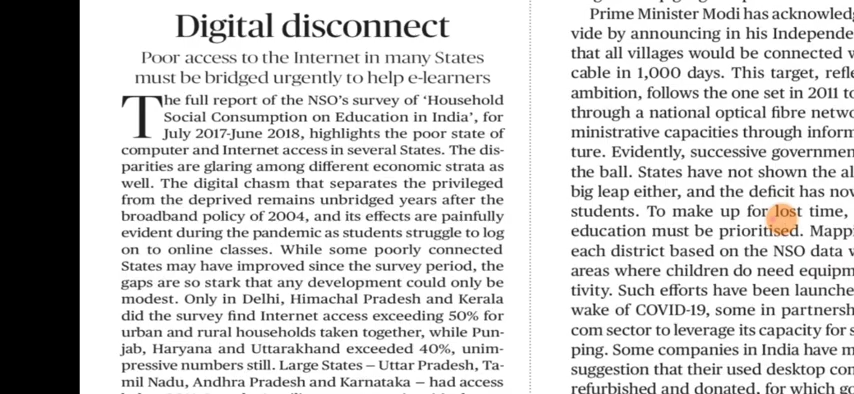 Digital disconnect
Poor access to the Internet in many States
must be bridged urgently to help e-learners
The full report of the NSO's survey of 'Household
Social Consumption on Education in India', for
July 2017-June 2018, highlights the poor state of
computer and Internet access in several States. The dis-
parities are glaring among different economic strata as
well. The digital chasm that separates the privileged
from the deprived remains unbridged years after the
broadband policy of 2004, and its effects are painfully
evident during the pandemic as students struggle to log
on to online classes. While some poorly connected
States may have improved since the survey period, the
gaps are so stark that any development could only be
modest. Only in Delhi, Himachal Pradesh and Kerala
did the survey find Internet access exceeding 50% for
urban and rural households taken together, while Pun-
jab, Haryana and Uttarakhand exceeded 40%, unim-
pressive numbers still. Large States – Uttar Pradesh, Ta-
mil Nadu, Andhra Pradesh and Karnataka – had access
Prime Minister Modi has acknowled
vide by announcing in his Independe
that all villages would be connected
cable in 1,000 days. This target, refle
ambition, follows the one set in 2011 to
through a national optical fibre netwo
ministrative capacities through inform
ture. Evidently, successive governmen
the ball. States have not shown the al
big leap either, and the deficit has nov
students. To make up for lost time,
education must be prioritised. Mappi
each district based on the NSO data
areas where children do need equipm
tivity. Such efforts have been launche
wake of COVID-19, some in partnersh
com sector to leverage its capacity for s
ping. Some companies in India have m
suggestion that their used desktop con
refurbished and donated, for which go